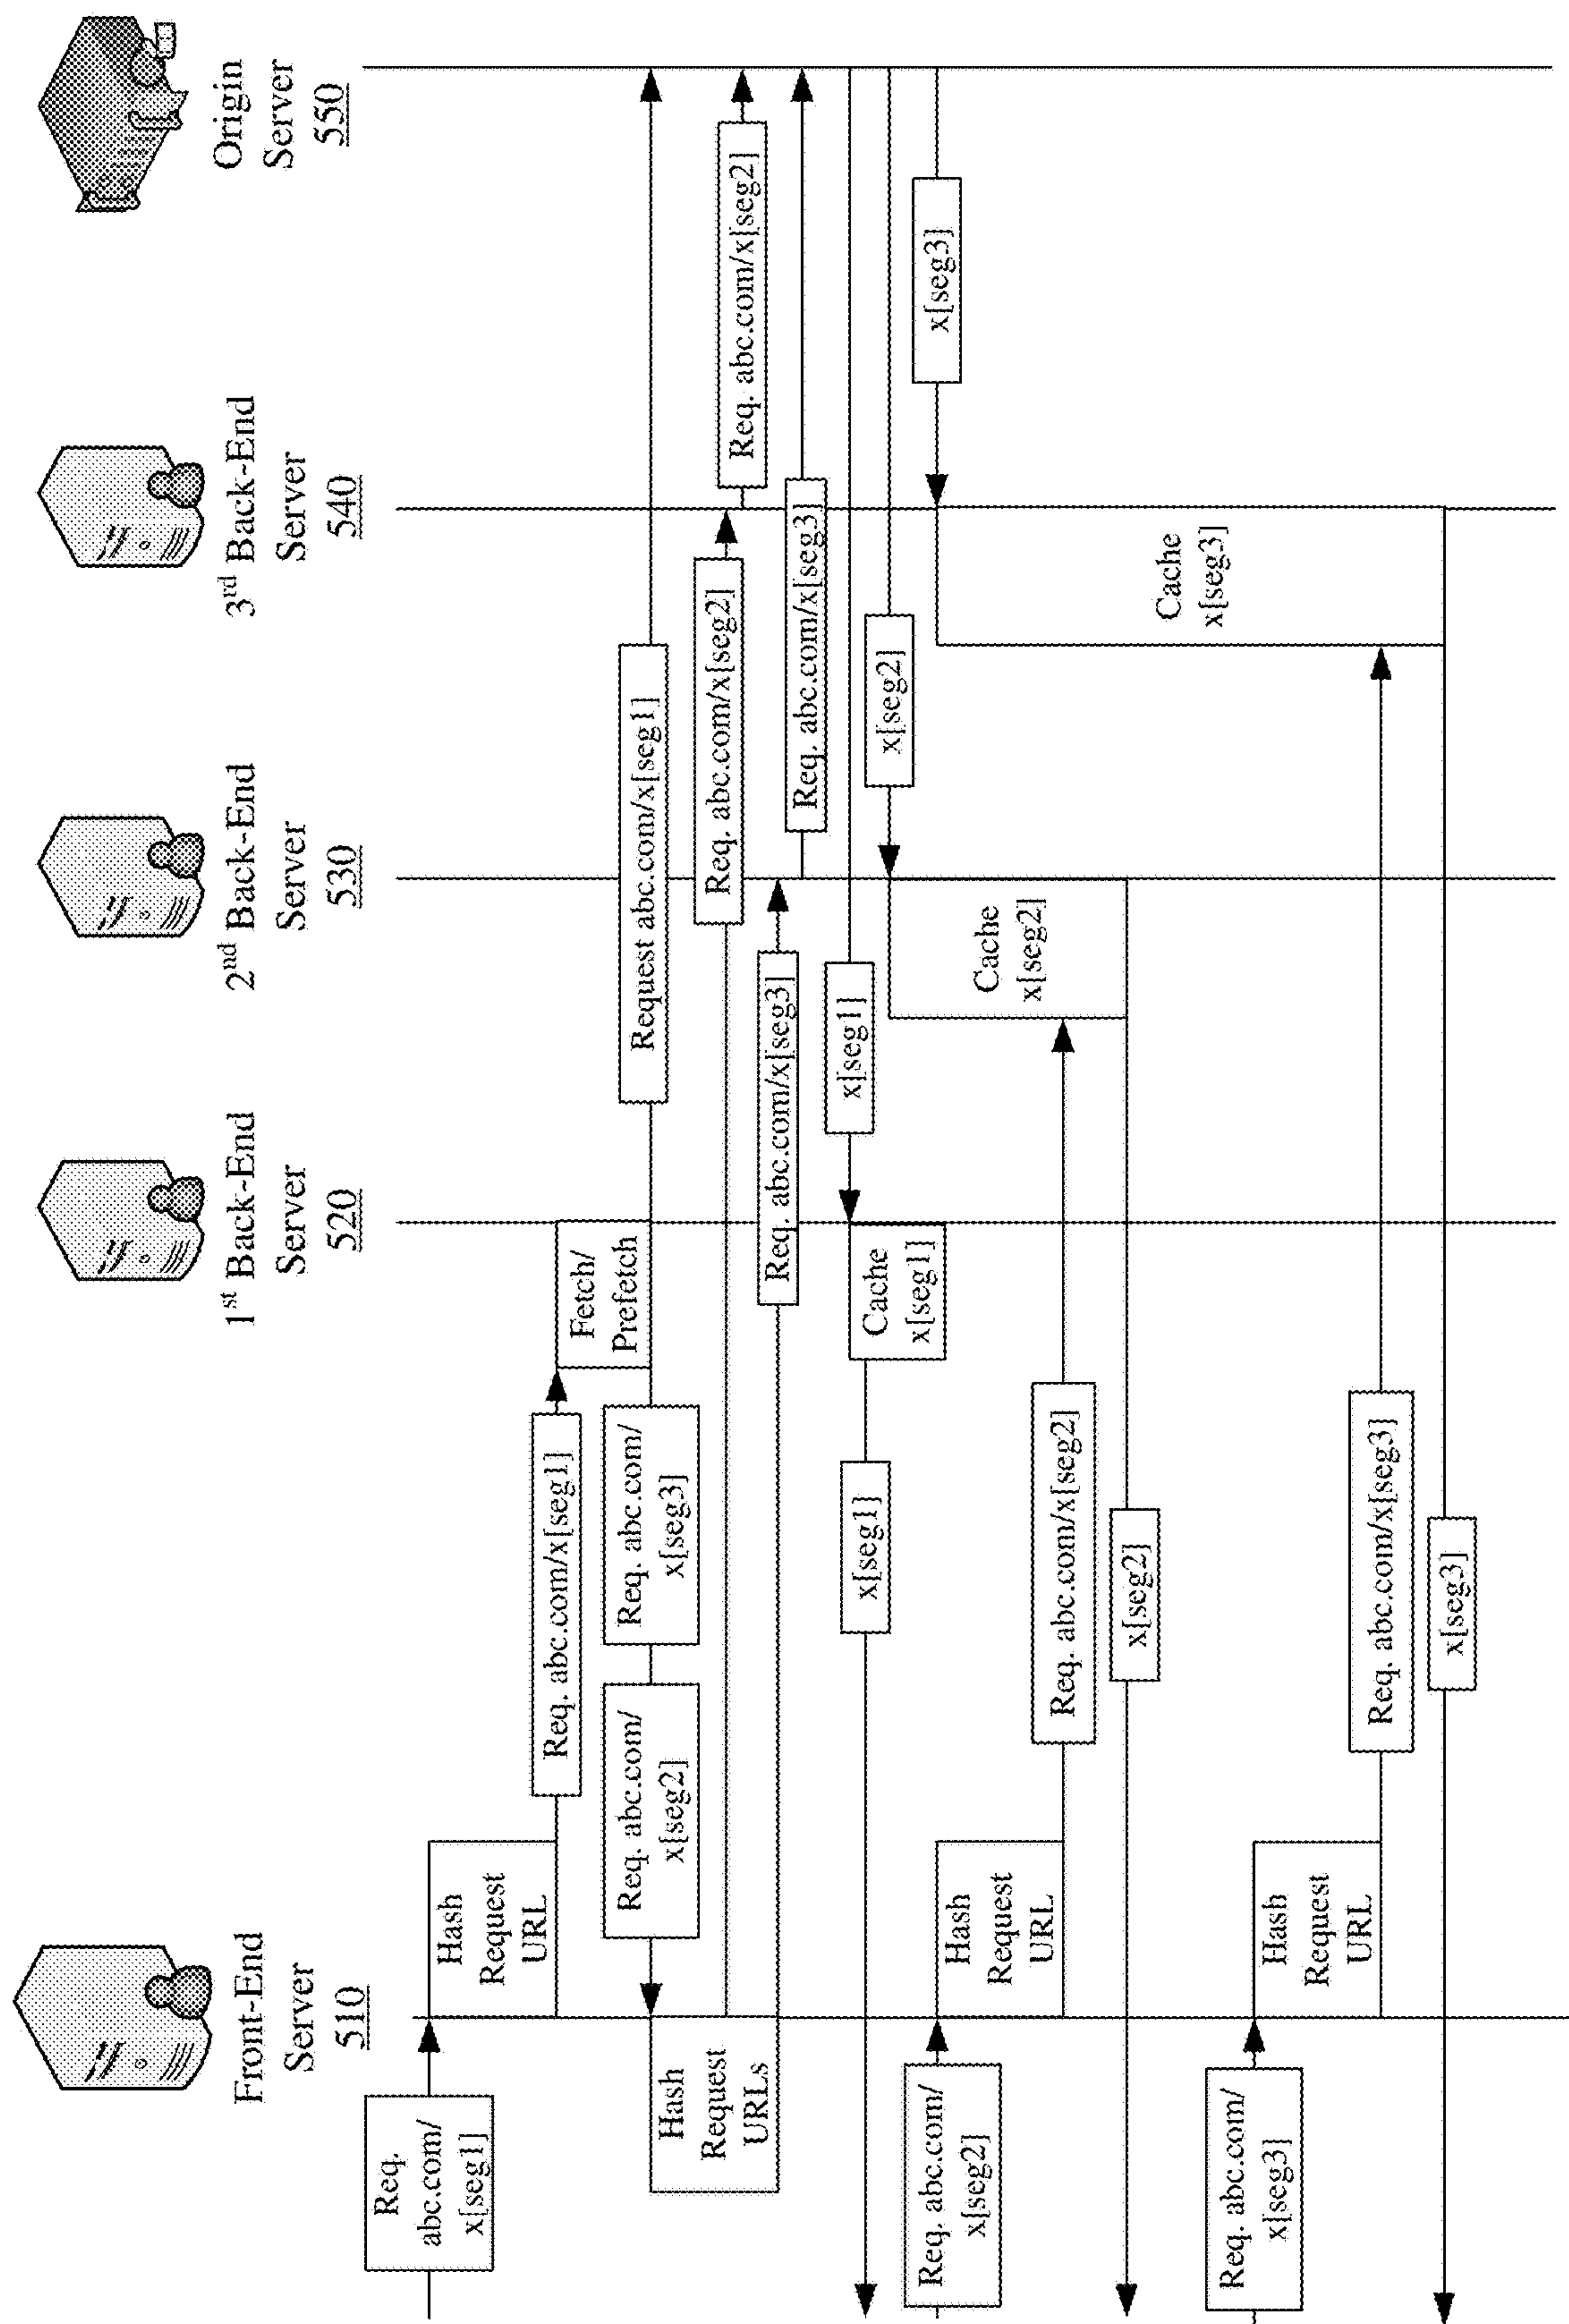 Front-End
Server
510
1st Back-End
Server
520
2nd Back-End
Server
530
3rd Back-End
Server
540
Origin
Server
550
Req.
abc.com/
x[seg1]
Hash
Request
URL
Req. abc.com/x[seg1]
Fetch/
Prefetch
Req. abc.com/
x[seg2]
Req. abc.com/
x[seg3]
Request abc.com/x[seg1]
Hash
Request
URLs
Req. abc.com/x[seg2]
Req. abc.com/x[seg2]
Req. abc.com/x[seg3]
Req. abc.com/x[seg3]
x[seg1]
Cache
x[seg1]
x[seg1]
x[seg2]
Cache
x[seg2]
x[seg3]
Cache
x[seg3]
Req. abc.com/
x[seg2]
Hash
Request
URL
Req. abc.com/x[seg2]
x[seg2]
Req. abc.com/
x[seg3]
Hash
Request
URL
Req. abc.com/x[seg3]
x[seg3]